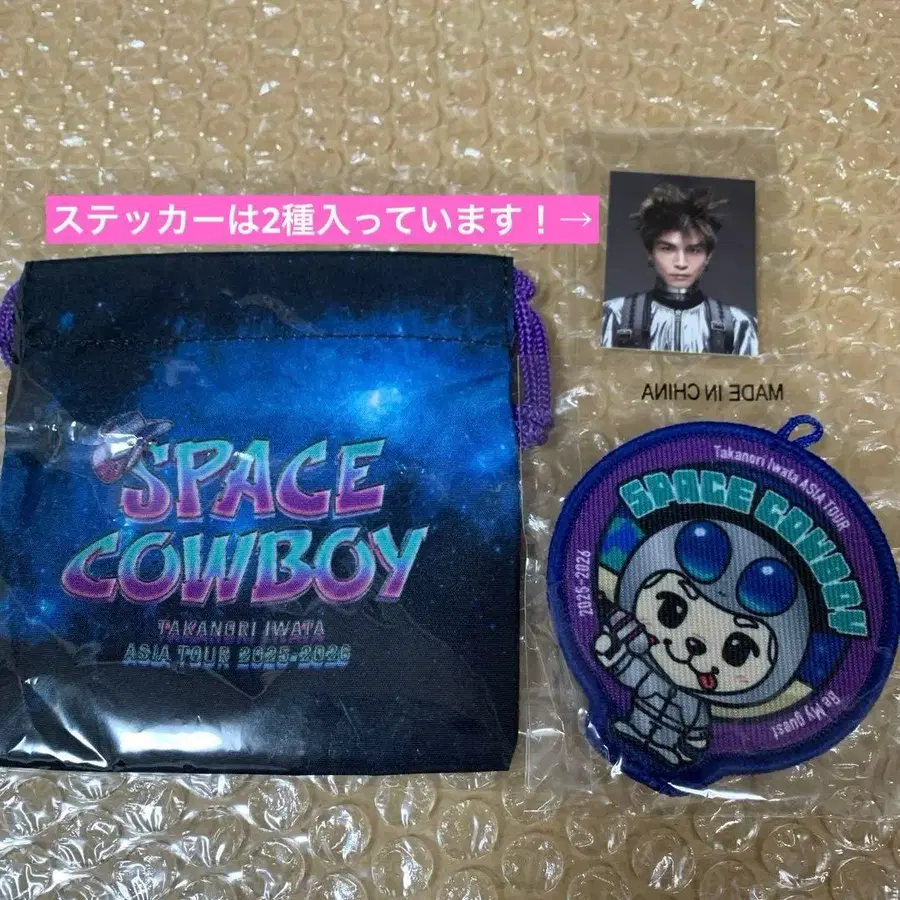 ステッカーは2種入っています！→
SPACE
COWBOY
TAKANORI IWATA
ASIA TOUR 2025-2026
MADE IN CHINA
Takanori Iwata ASIA TOUR
SPACE COWBOY
2025-2026
Be My guest